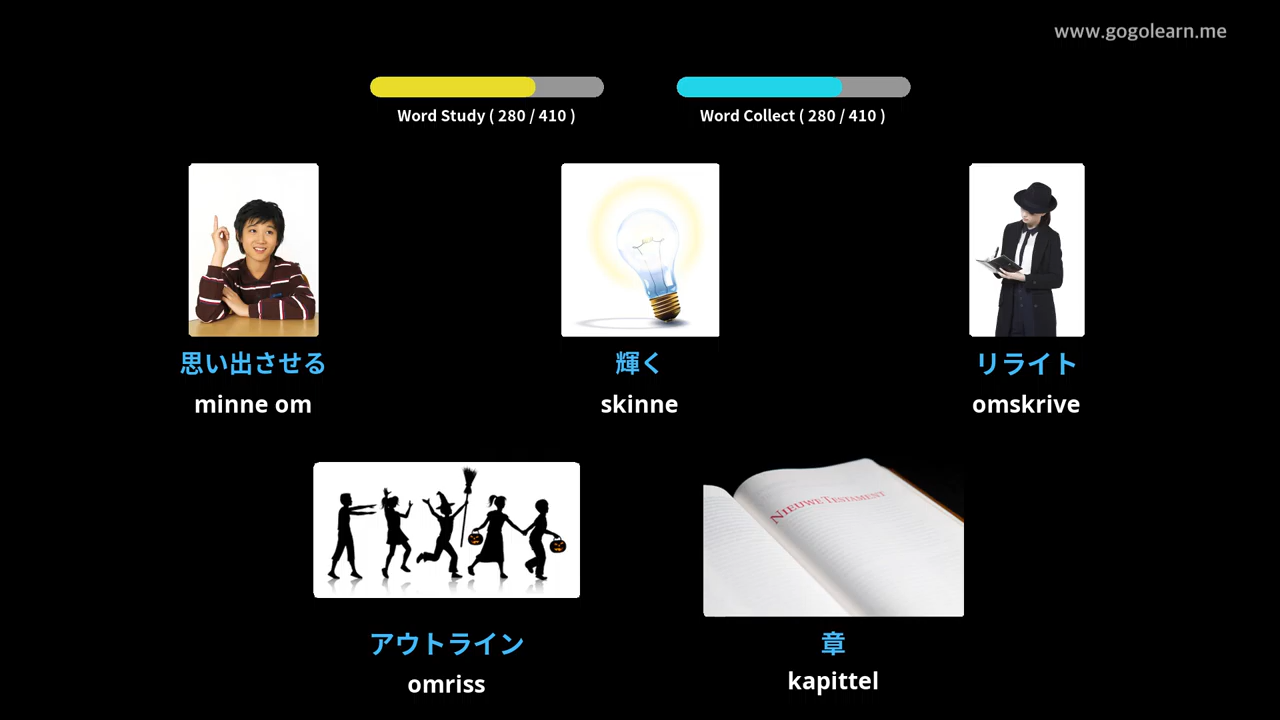 www.gogolearn.me
Word Study ( 280 / 410 )
Word Collect ( 280 / 410 )
思い出させる
minne om
輝く
skinne
リライト
omskrive
NIEUWE TESTAMENT
アウトライン
omriss
章
kapittel